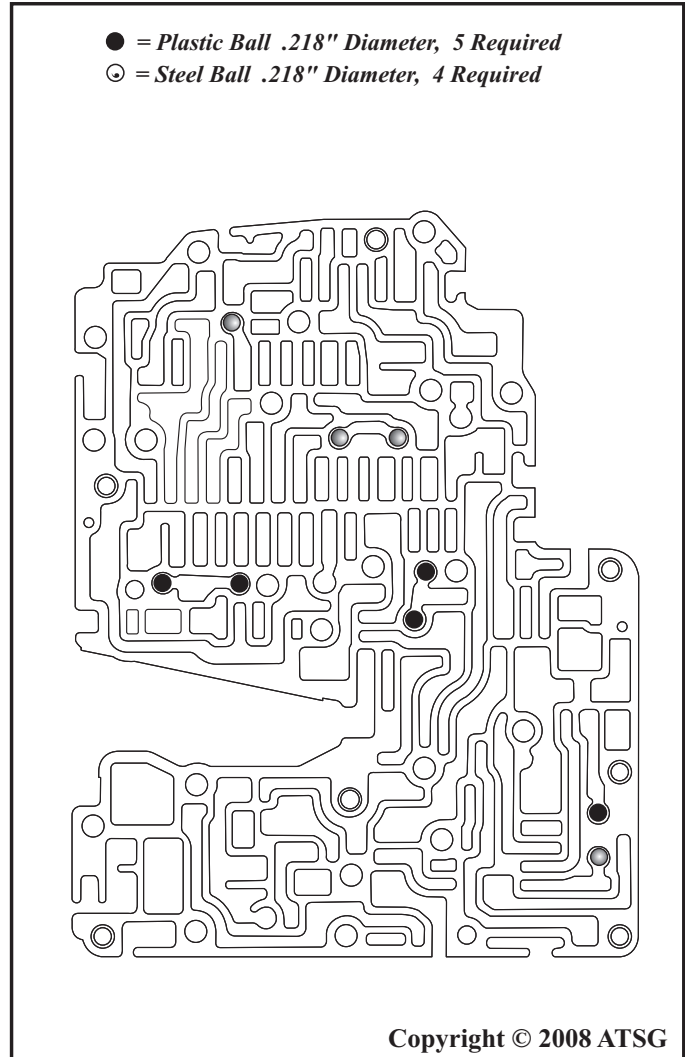 = Plastic Ball .218" Diameter, 5 Required
= Steel Ball .218" Diameter, 4 Required
Copyright © 2008 ATSG